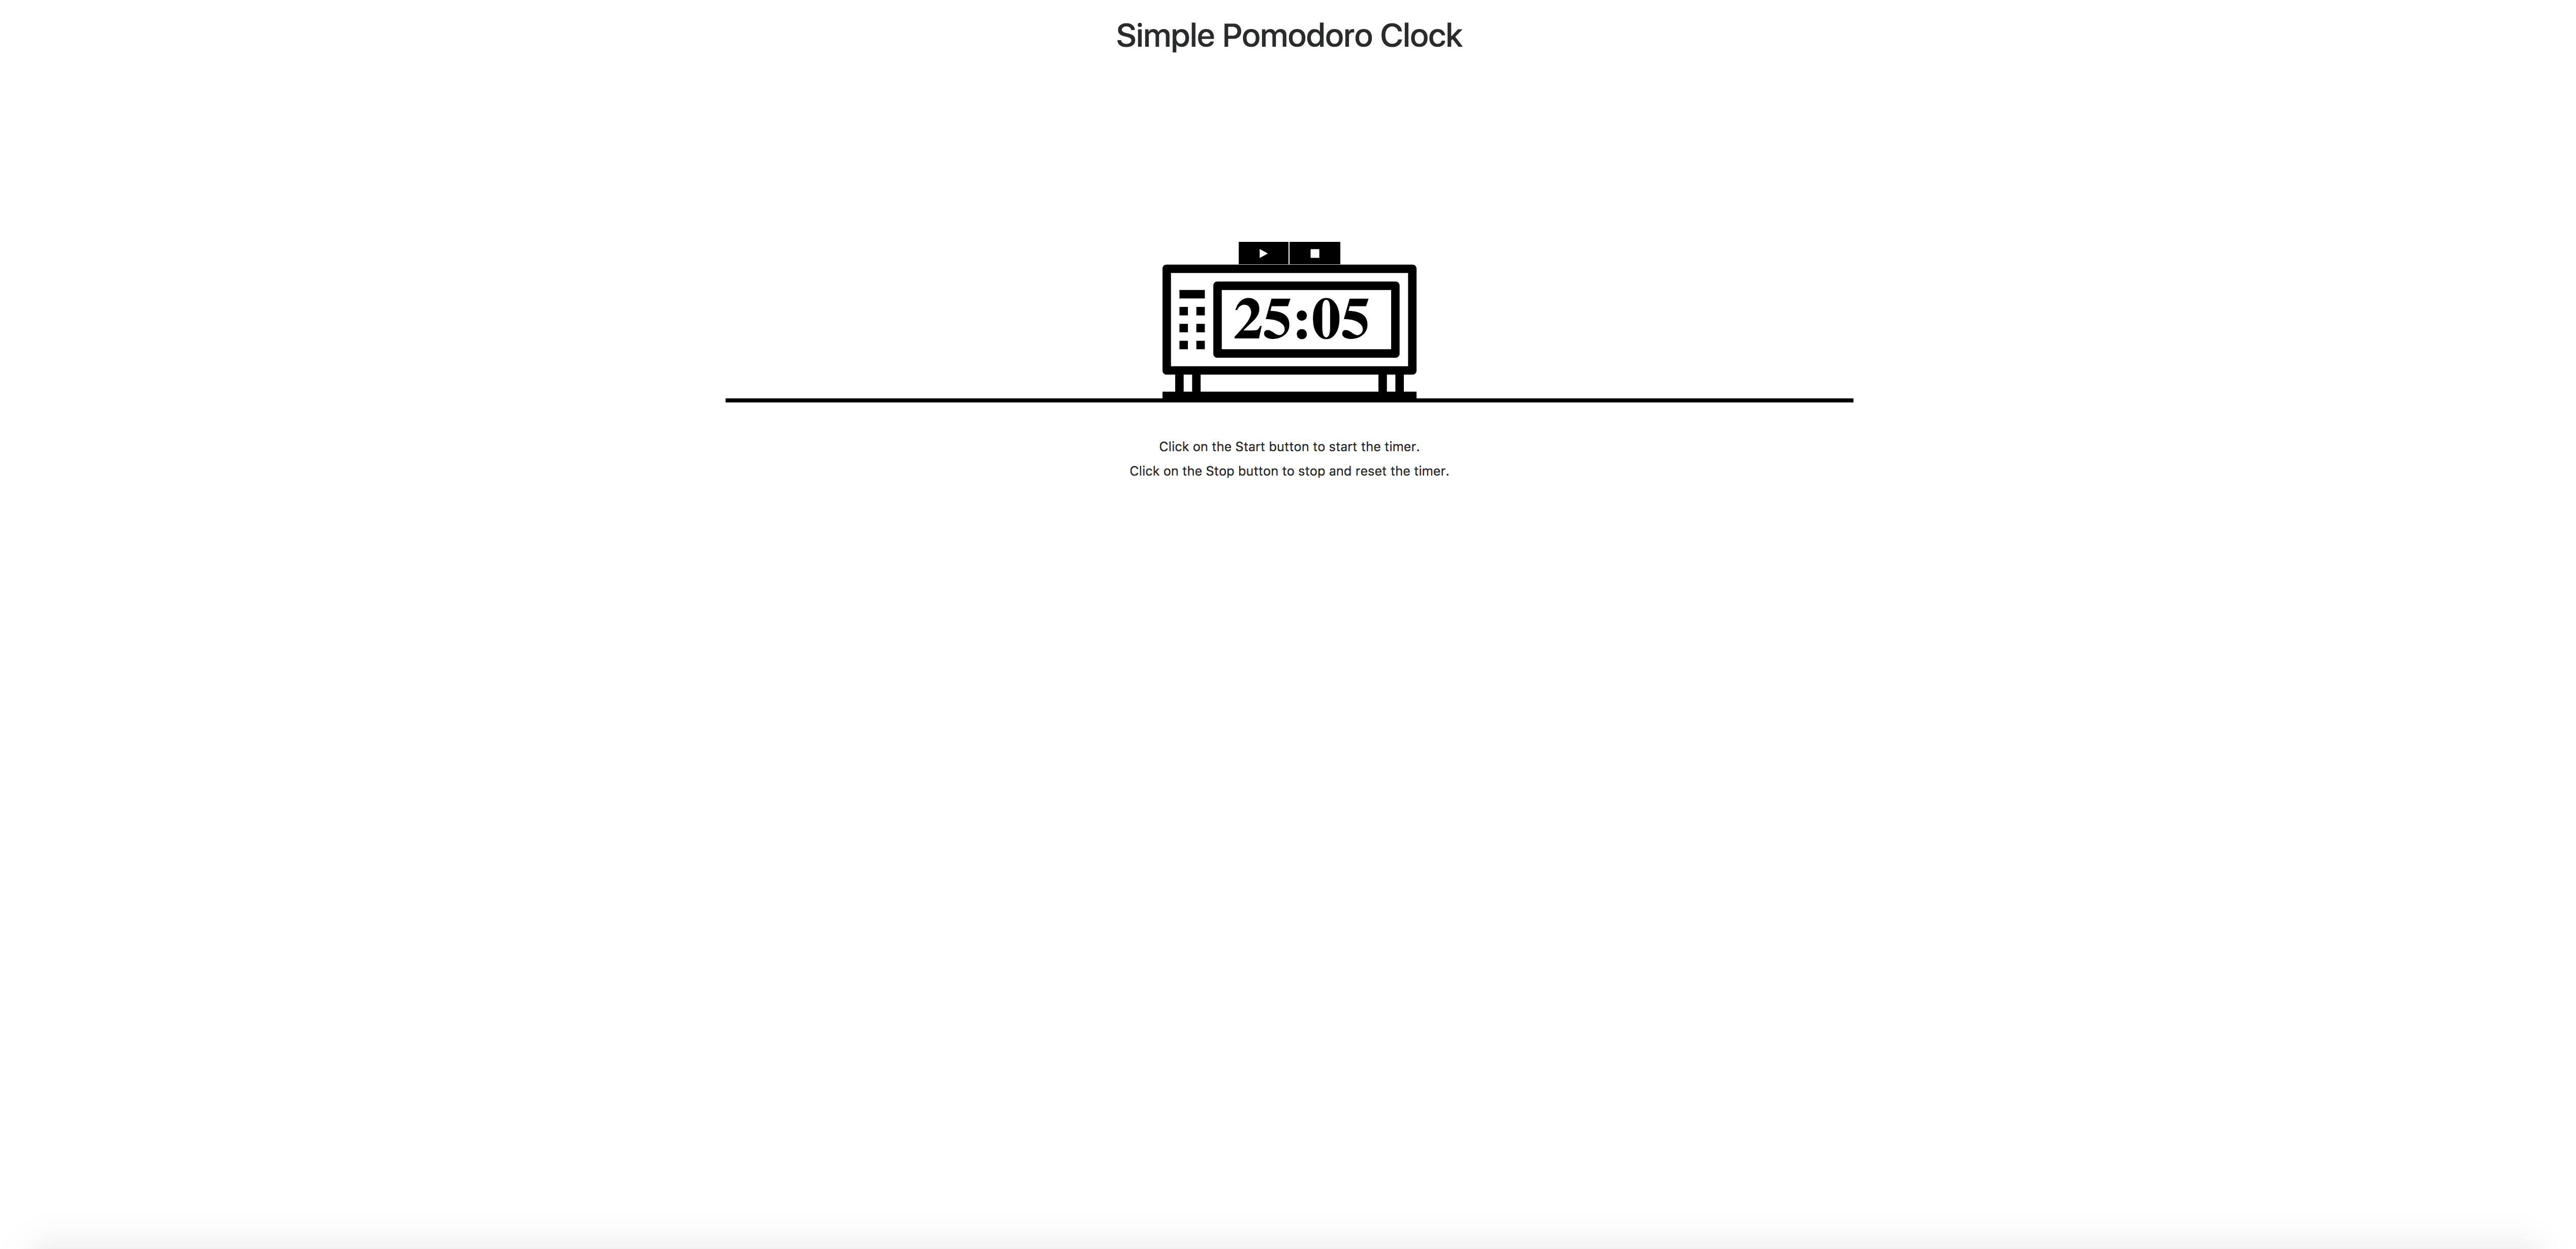 Simple Pomodoro Clock
25:05
Click on the Start button to start the timer.
Click on the Stop button to stop and reset the timer.